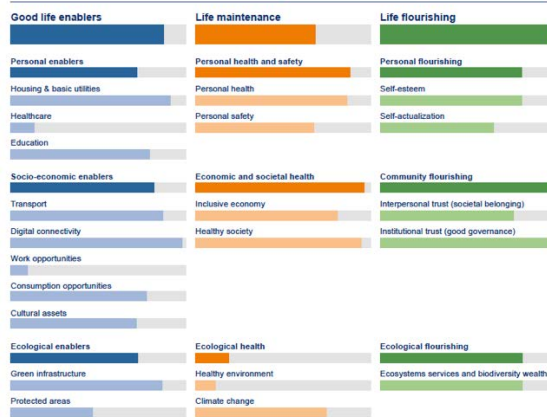 Good life enablers
Life maintenance
Life flourishing
Personal enablers
Personal health and safety
Personal flourishing
Housing & basic utilities
Personal health
Self-esteem
Healthcare
Personal safety
Self-actualization
Education
Socio-economic enablers
Economic and societal health
Community flourishing
Transport
Inclusive economy
Interpersonal trust (societal belonging)
Digital connectivity
Healthy society
Institutional trust (good governance)
Work opportunities
Consumption opportunities
Cultural assets
Ecological enablers
Ecological health
Ecological flourishing
Green infrastructure
Healthy environment
Ecosystems services and biodiversity wealth
Protected areas
Climate change